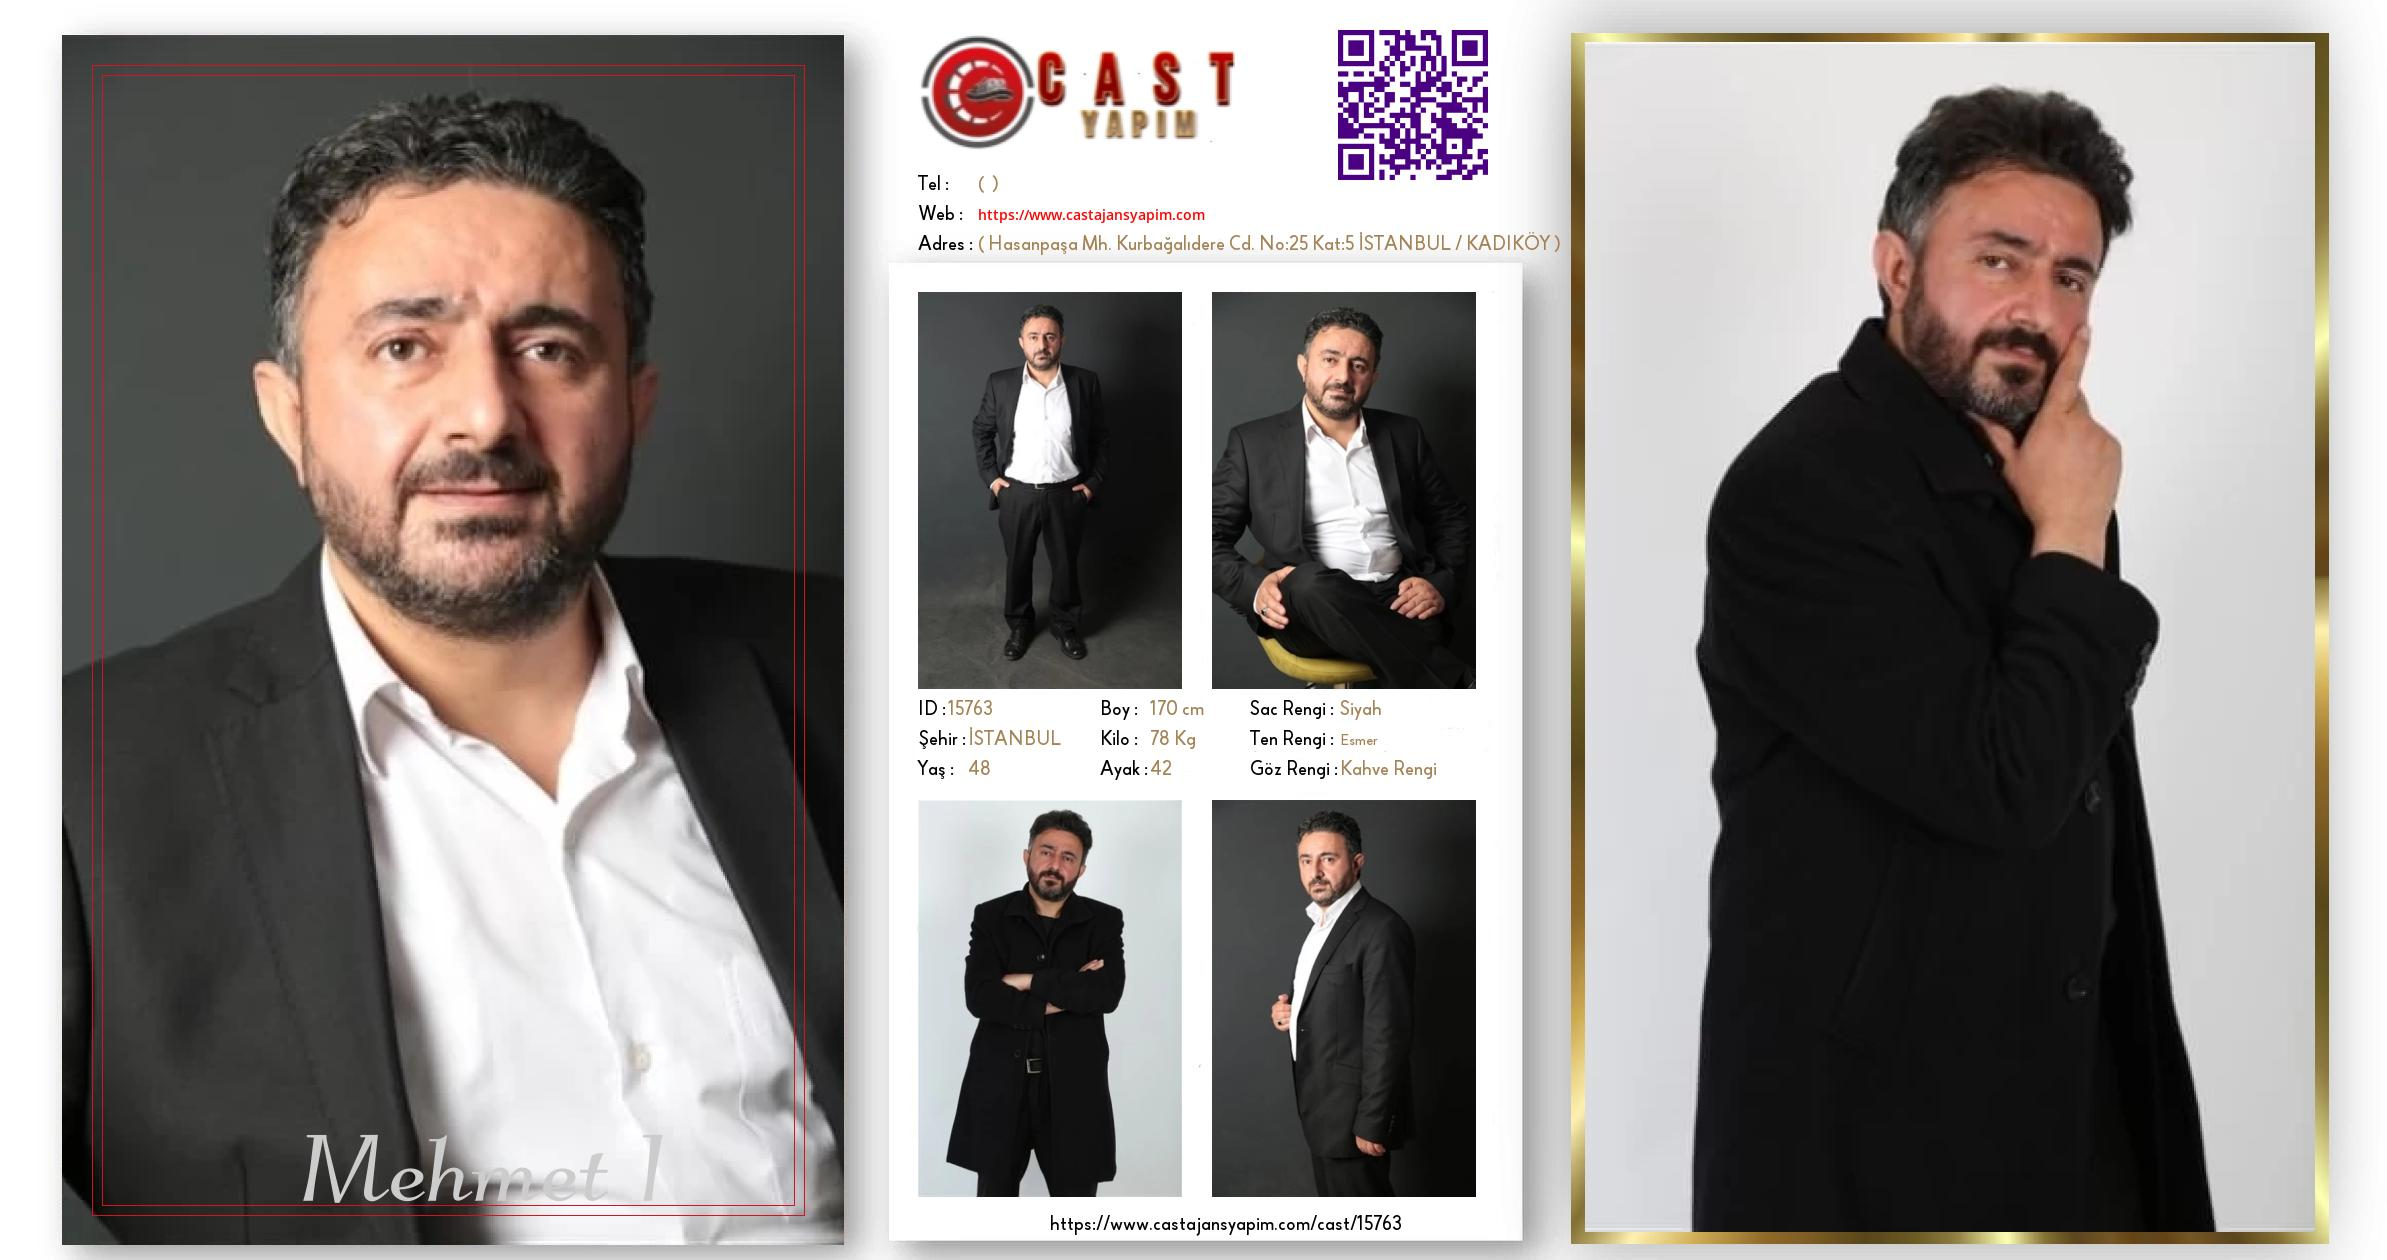 Mehmet I
CAST
YAPIM
Tel : ( )
Web : https://www.castajansyapim.com
Adres : ( Hasanpaşa Mh. Kurbağalıdere Cd. No:25 Kat:5 İSTANBUL / KADIKÖY )
ID : 15763 Boy : 170 cm Sac Rengi : Siyah
Şehir : İSTANBUL Kilo : 78 Kg Ten Rengi : Esmer
Yaş : 48 Ayak : 42 Göz Rengi : Kahve Rengi
https://www.castajansyapim.com/cast/15763